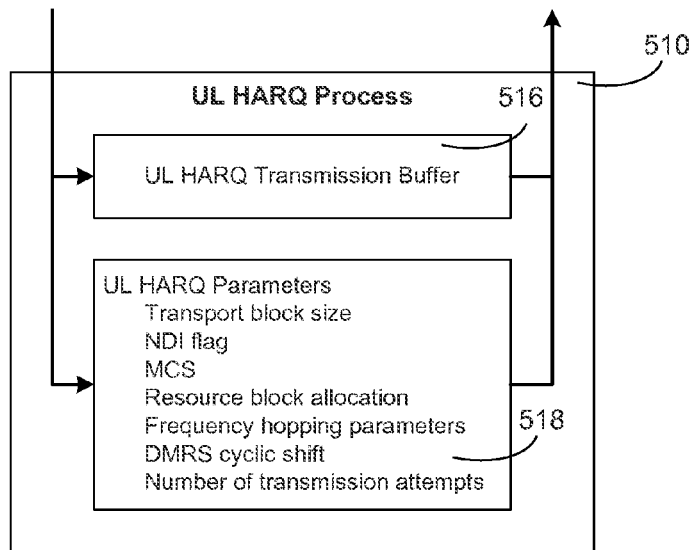 510
UL HARQ Process
516
UL HARQ Transmission Buffer
UL HARQ Parameters
Transport block size
NDI flag
MCS
Resource block allocation
Frequency hopping parameters
518
DMRS cyclic shift
Number of transmission attempts